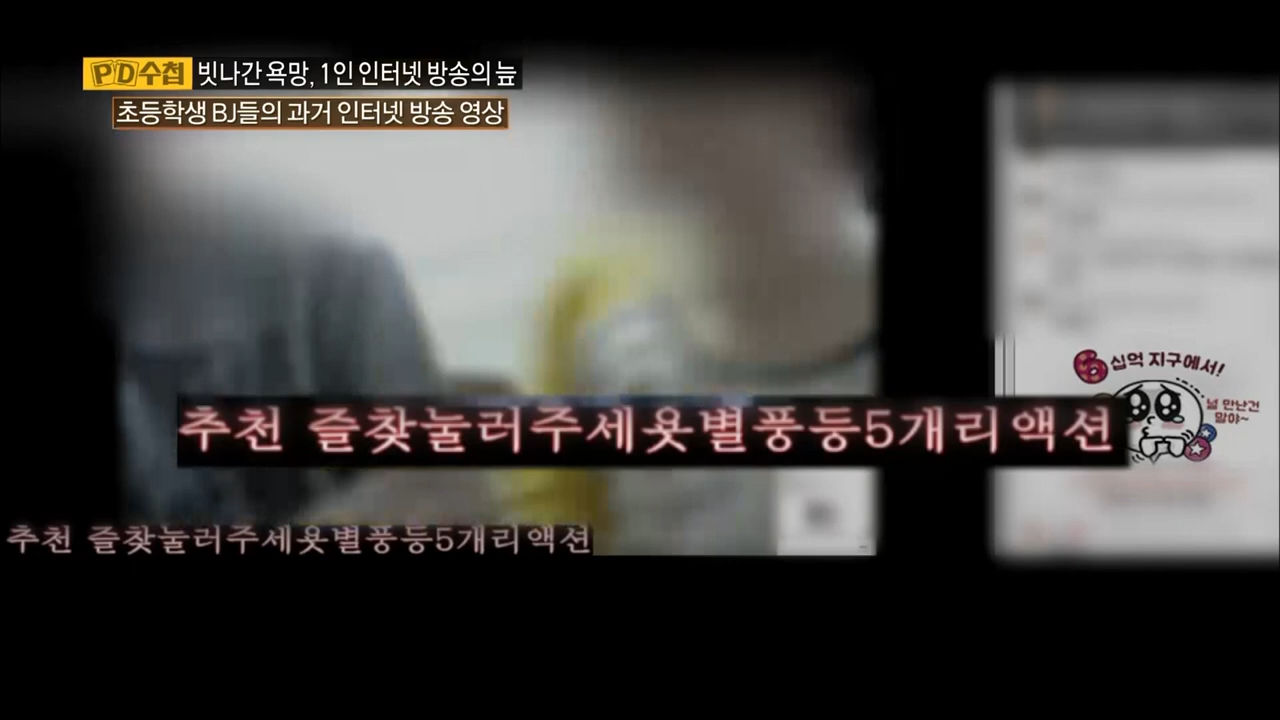 PD수첩 빗나간 욕망, 1인 인터넷 방송의 늪
초등학생 BJ들의 과거 인터넷 방송 영상
6십억 지구에서!
널 만난건
말야~
추천 즐찾눌러주세욧별풍등5개리액션
추천 즐찾눌러주세욧별풍등5개리액션